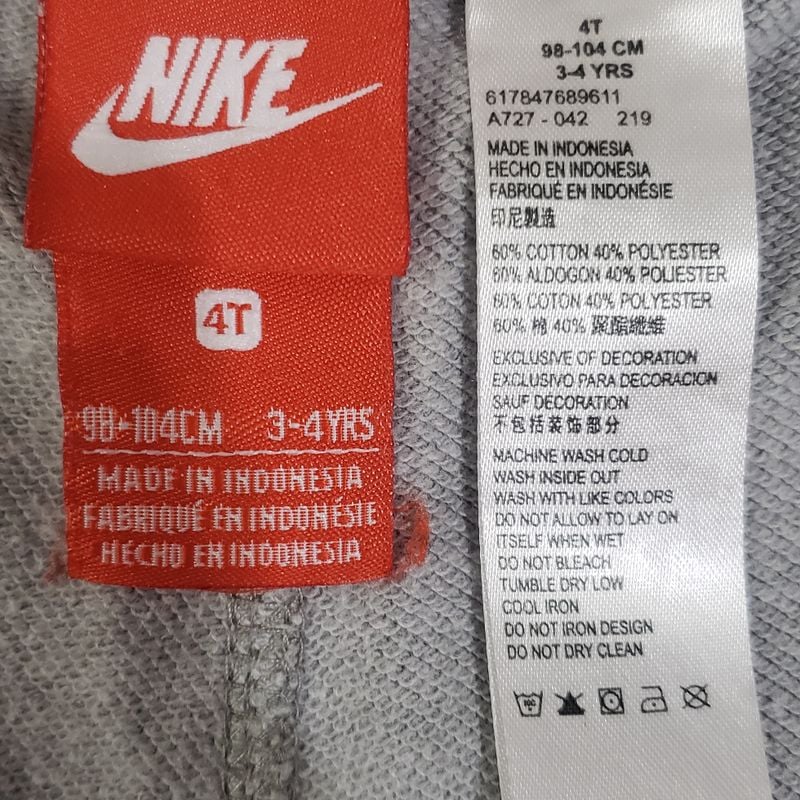 NIKE
4T
98-104CM 3-4YRS
MADE IN INDONESIA
FABRIQUÉ EN INDONÉSIE
HECHO EN INDONESIA
4T
98-104 CM
3-4 YRS
617847689611
A727 - 042 219
MADE IN INDONESIA
HECHO EN INDONESIA
FABRIQUÉ EN INDONÉSIE
印尼製造
60% COTTON 40% POLYESTER
60% ALDOGON 40% POLIESTER
60% COTON 40% POLYESTER
60% 棉 40% 聚酯纖維
EXCLUSIVE OF DECORATION
EXCLUSIVO PARA DECORACION
SAUF DECORATION
不包括装饰部分
MACHINE WASH COLD
WASH INSIDE OUT
WASH WITH LIKE COLORS
DO NOT ALLOW TO LAY ON
ITSELF WHEN WET
DO NOT BLEACH
TUMBLE DRY LOW
COOL IRON
DO NOT IRON DESIGN
DO NOT DRY CLEAN